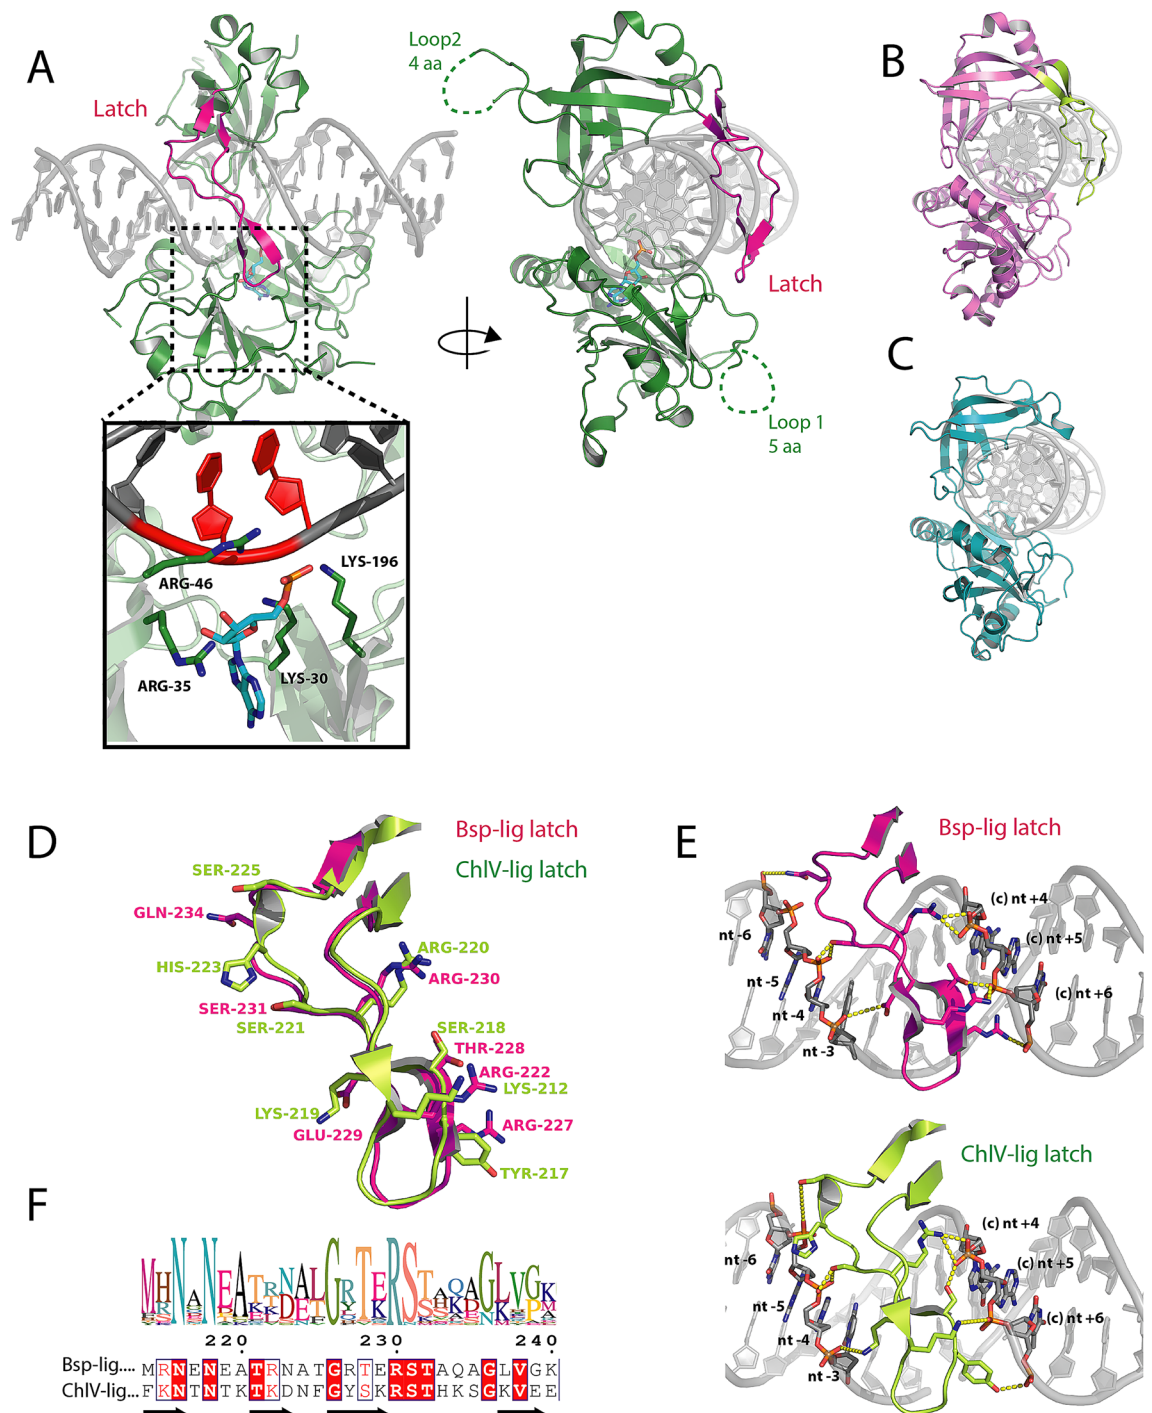 A
Latch
Loop2
4 aa
Latch
Loop 1
5 aa
B
C
ARG-46
LYS-196
ARG-35
LYS-30
D
Bsp-lig latch
ChlV-lig latch
SER-225
GLN-234
HIS-223
SER-231
SER-221
ARG-220
ARG-230
SER-218
THR-228
ARG-222
LYS-212
LYS-219
GLU-229
ARG-227
TYR-217
E
Bsp-lig latch
nt -6
nt -5
nt -4
nt -3
(c) nt +4
(c) nt +5
(c) nt +6
ChlV-lig latch
nt -6
nt -5
nt -4
nt -3
(c) nt +4
(c) nt +5
(c) nt +6
F
220 230 240
Bsp-lig.... MRNENEATRNATGRTERSTAQAGLVGK
ChlV-lig... FKNTNTKTKDNFGYSKRSTHKSGKVEE